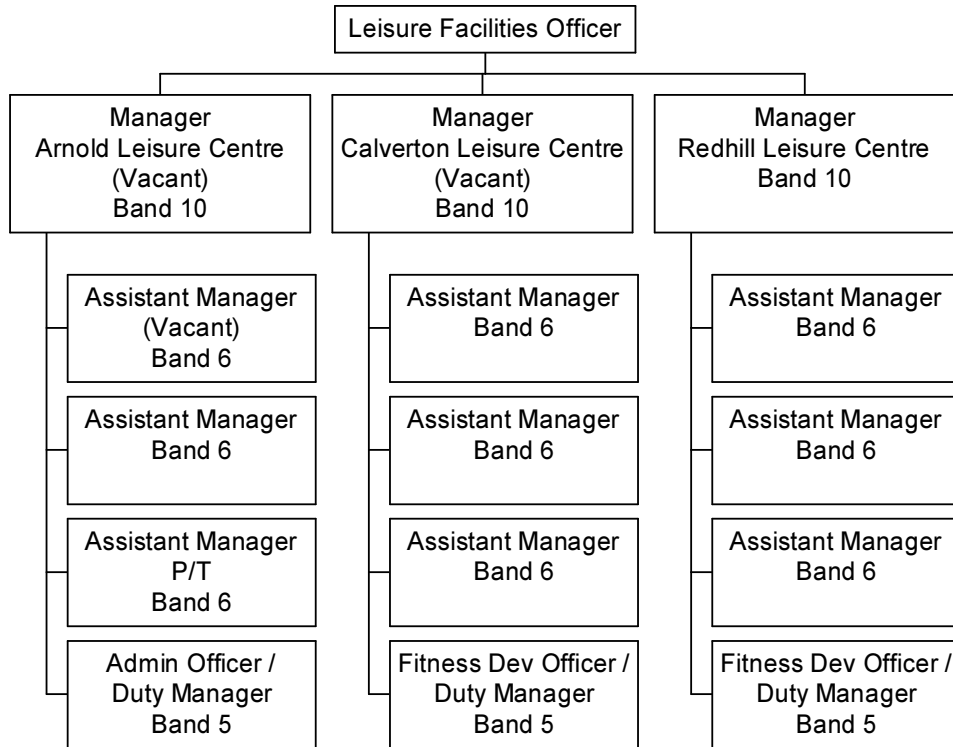 Leisure Facilities Officer
Manager
Arnold Leisure Centre
(Vacant)
Band 10
Manager
Calverton Leisure Centre
(Vacant)
Band 10
Manager
Redhill Leisure Centre
Band 10
Assistant Manager
(Vacant)
Band 6
Assistant Manager
Band 6
Assistant Manager
P/T
Band 6
Admin Officer /
Duty Manager
Band 5
Assistant Manager
Band 6
Assistant Manager
Band 6
Assistant Manager
Band 6
Fitness Dev Officer /
Duty Manager
Band 5
Assistant Manager
Band 6
Assistant Manager
Band 6
Assistant Manager
Band 6
Fitness Dev Officer /
Duty Manager
Band 5